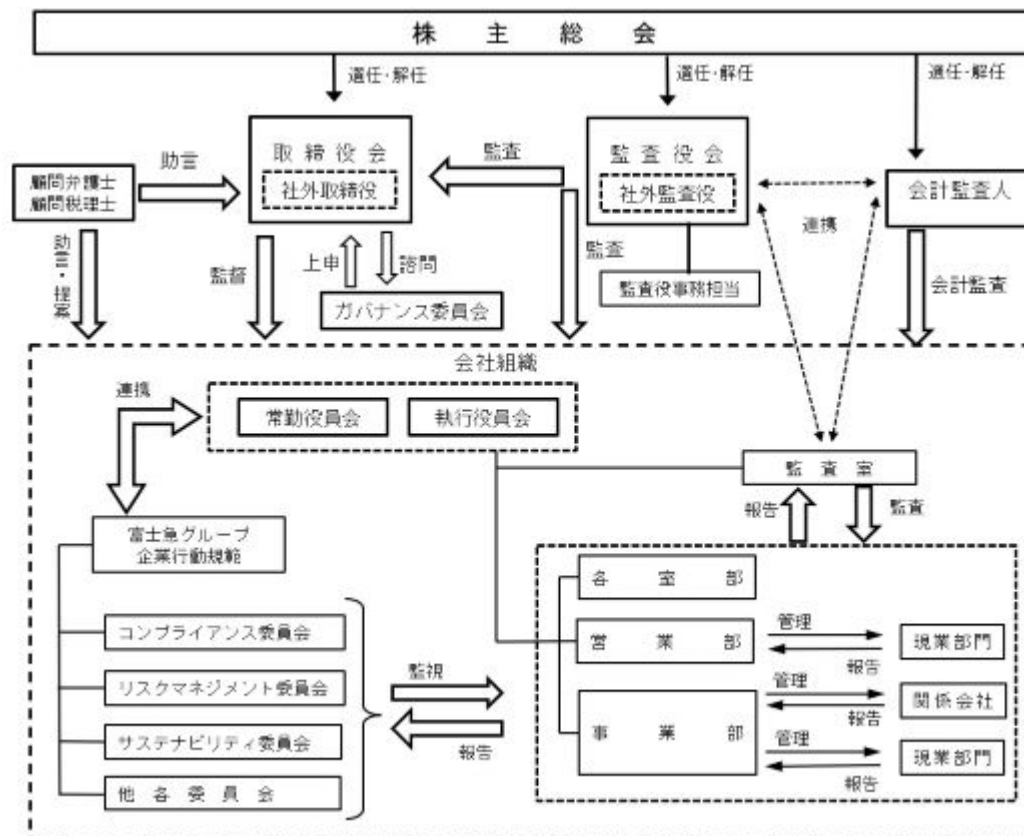 株主総会
選任・解任
選任・解任
選任・解任
取締役会
社外取締役
監査役会
社外監査役
会計監査人
顧問弁護士
顧問税理士
助言
監査
監査
連携
助言・提案
監督
上申
諮問
監査役事務担当
会計監査
ガバナンス委員会
会社組織
連携
常勤役員会
執行役員会
監査室
報告
監査
富士急グループ
企業行動規範
コンプライアンス委員会
リスクマネジメント委員会
サステナビリティ委員会
他各委員会
監視
報告
各室部
営業部
事業部
管理
報告
現業部門
管理
報告
関係会社
管理
報告
現業部門